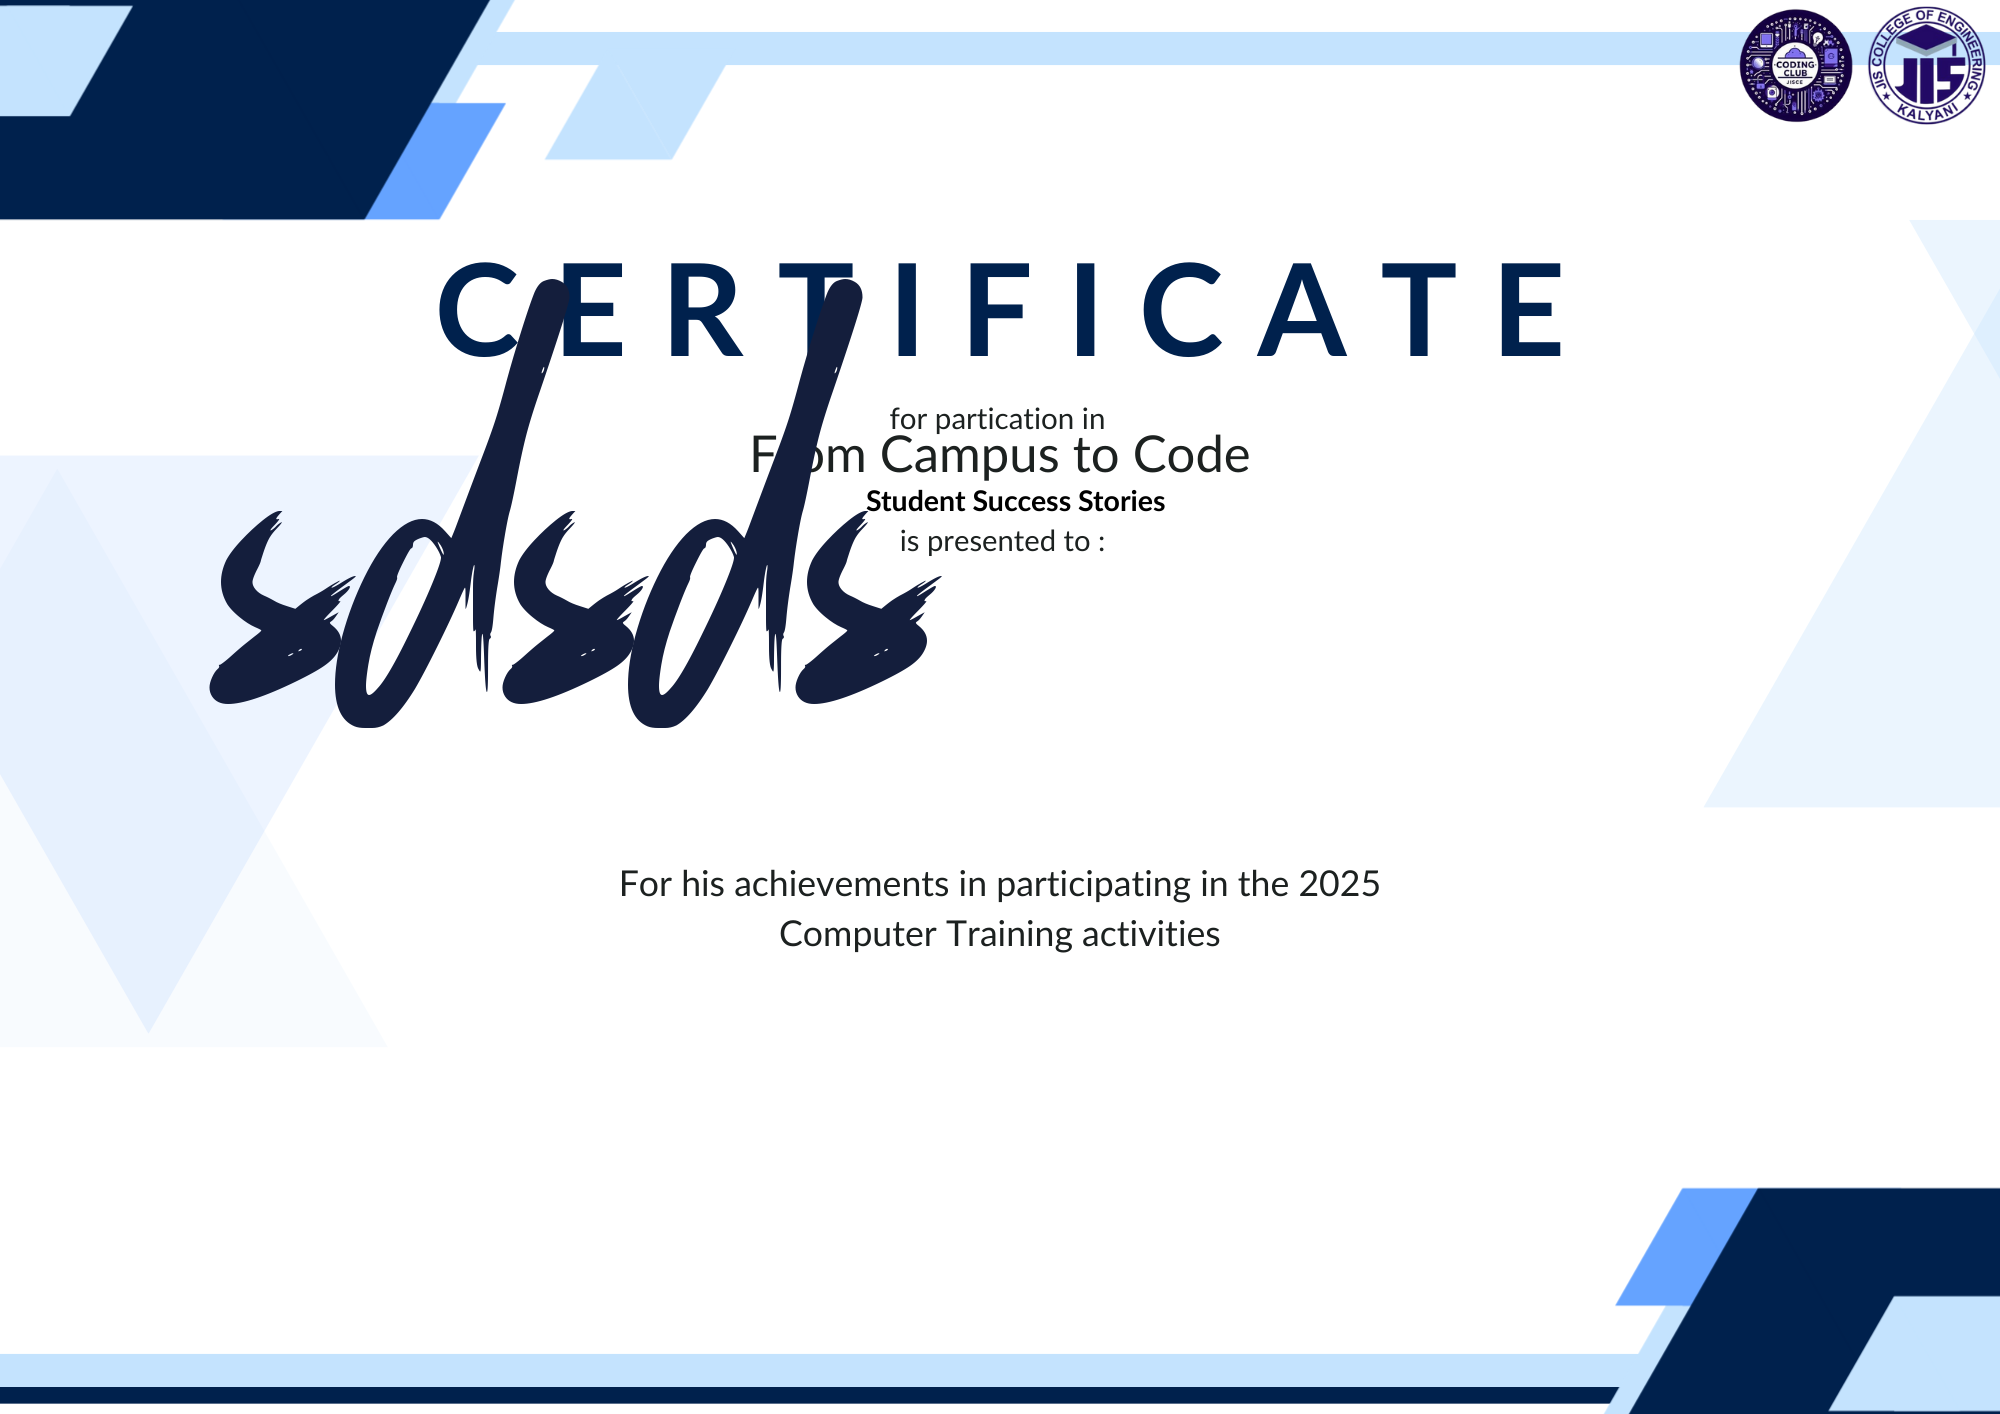 CODING
CLUB
JISCE
JIS COLLEGE OF ENGINEERING
JIS
★ KALYANI ★
CERTIFICATE
for partication in
From Campus to Code
Student Success Stories
is presented to :
sdsds
For his achievements in participating in the 2025
Computer Training activities